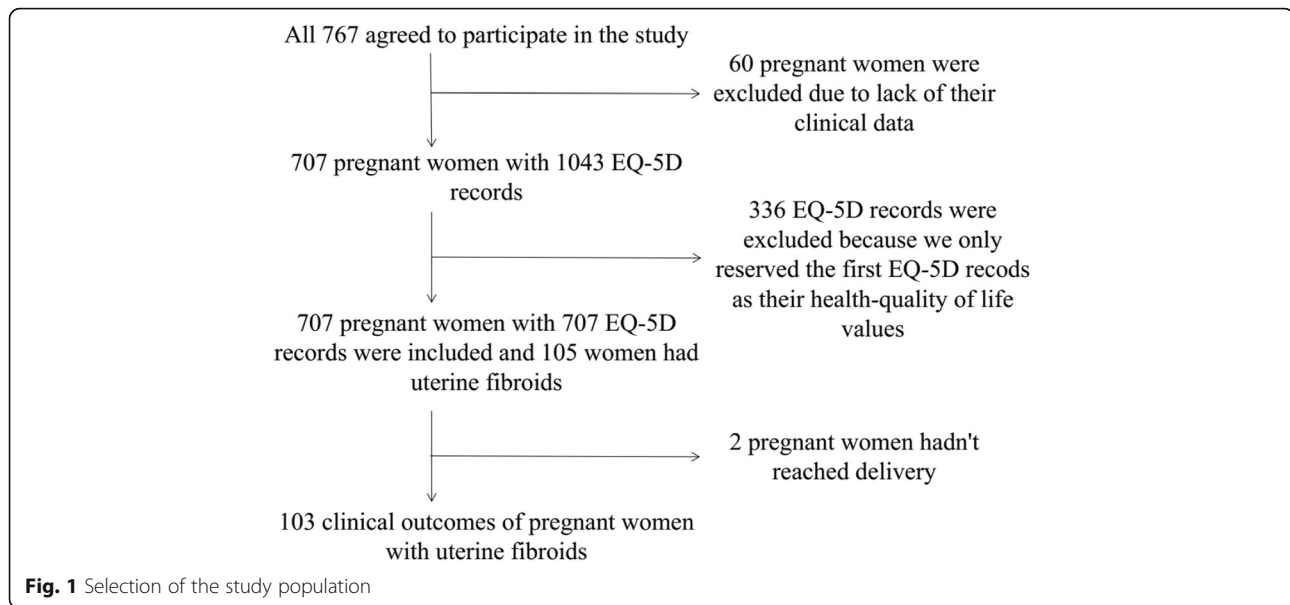 All 767 agreed to participate in the study
60 pregnant women were
excluded due to lack of their
clinical data
707 pregnant women with 1043 EQ-5D
records
336 EQ-5D records were
excluded because we only
reserved the first EQ-5D recods
as their health-quality of life
values
707 pregnant women with 707 EQ-5D
records were included and 105 women had
uterine fibroids
2 pregnant women hadn't
reached delivery
103 clinical outcomes of pregnant women
with uterine fibroids
Fig. 1 Selection of the study population